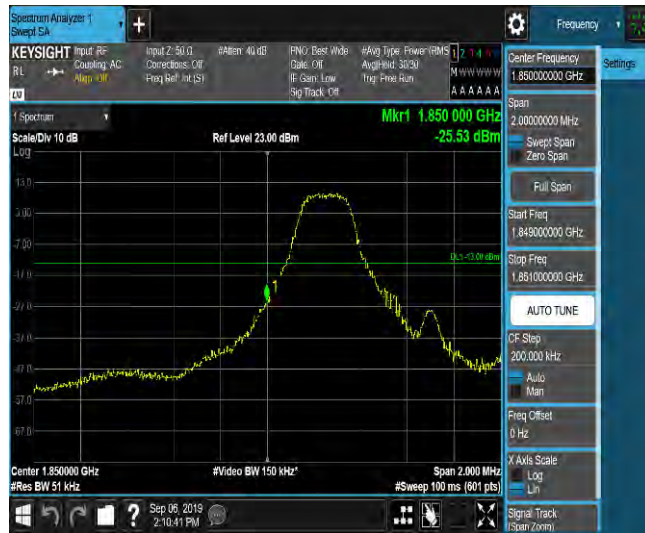 Spectrum Analyzer 1
Swept SA
+
Frequency
KEYSIGHT
Input: RF
Coupling: AC
Align: Off
Input Z: 50 Ω
Corrections: Off
Freq Ref: Int (S)
#Atten: 40 dB
PNO: Best Wide
Gate: Off
IF Gain: Low
Sig Track: Off
#Avg Type: Power (RMS
Avg|Hold: 30/30
Trig: Free Run
M W W W W W
A A A A A A
RL
LXI
1 Spectrum
Scale/Div 10 dB
Ref Level 23.00 dBm
Mkr1 1.850 000 GHz
-25.53 dBm
Log
13.0
3.00
-7.00
DL1 -13.00 dBm
-17.0
-27.0
1
-37.0
-47.0
-57.0
-67.0
Center 1.850000 GHz
#Video BW 150 kHz*
Span 2.000 MHz
#Res BW 51 kHz
#Sweep 100 ms (601 pts)
Sep 06, 2019
2:10:41 PM
?
Center Frequency
1.850000000 GHz
Settings
Span
2.00000000 MHz
Swept Span
Zero Span
Full Span
Start Freq
1.849000000 GHz
Stop Freq
1.851000000 GHz
AUTO TUNE
CF Step
200.000 kHz
Auto
Man
Freq Offset
0 Hz
X Axis Scale
Log
Lin
Signal Track
(Span Zoom)